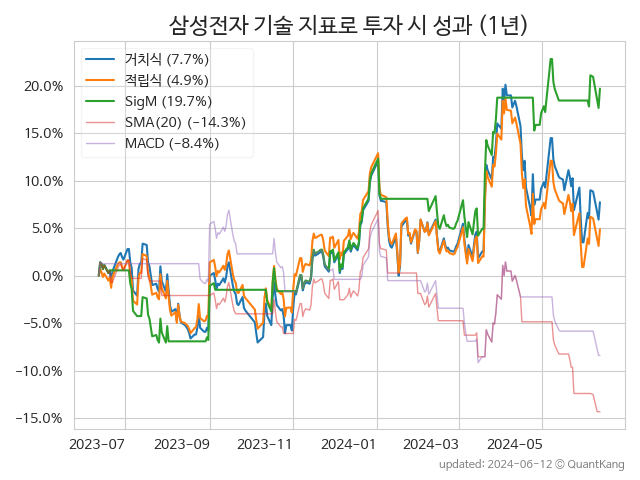 삼성전자 기술 지표로 투자 시 성과 (1년)
거치식 (7.7%)
적립식 (4.9%)
SigM (19.7%)
SMA(20) (−14.3%)
MACD (−8.4%)
20.0%
15.0%
10.0%
5.0%
0.0%
−5.0%
−10.0%
−15.0%
2023-07 2023-09 2023-11 2024-01 2024-03 2024-05
updated: 2024-06-12 ⓒ QuantKang